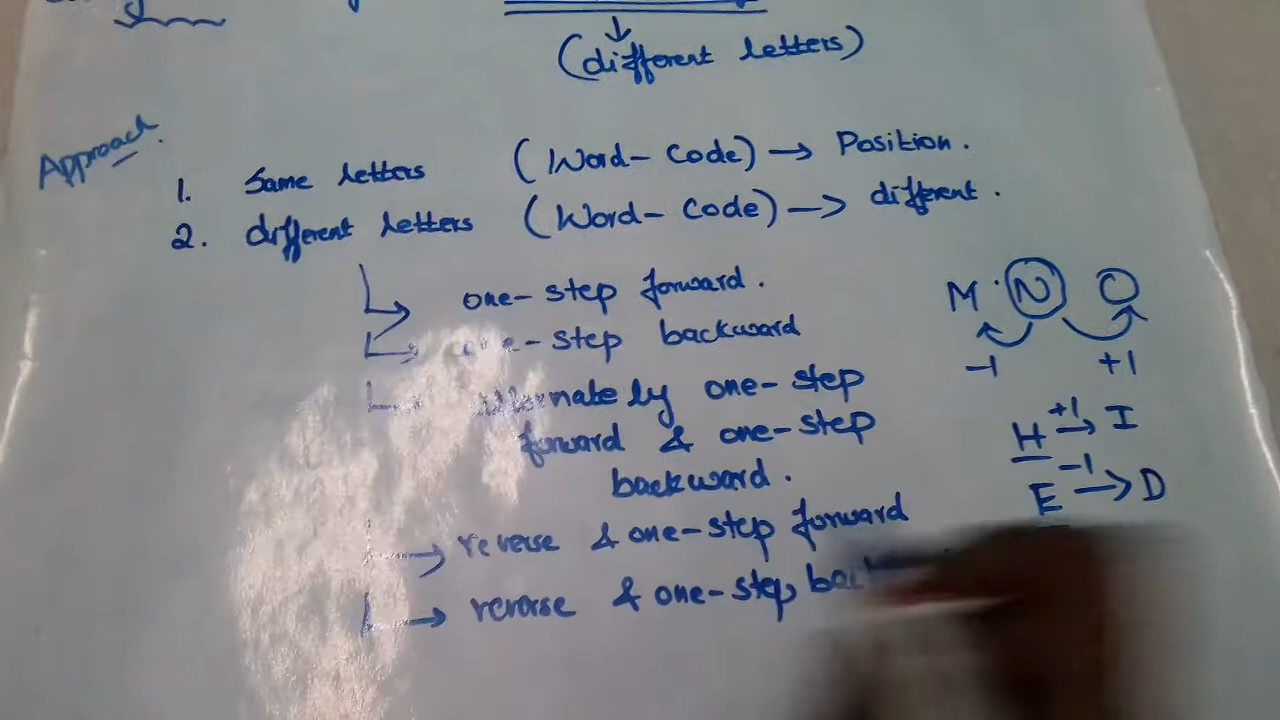 (different letters)
Approach.
1. Same letters (Word-Code) → Position.
2. different letters (Word-Code) → different.
one-step forward.
M . N O
one-step backward
-1 +1
alternately one-step
forward & one-step
H +1 → I
backward.
E -1 → D
reverse & one-step forward
reverse & one-step